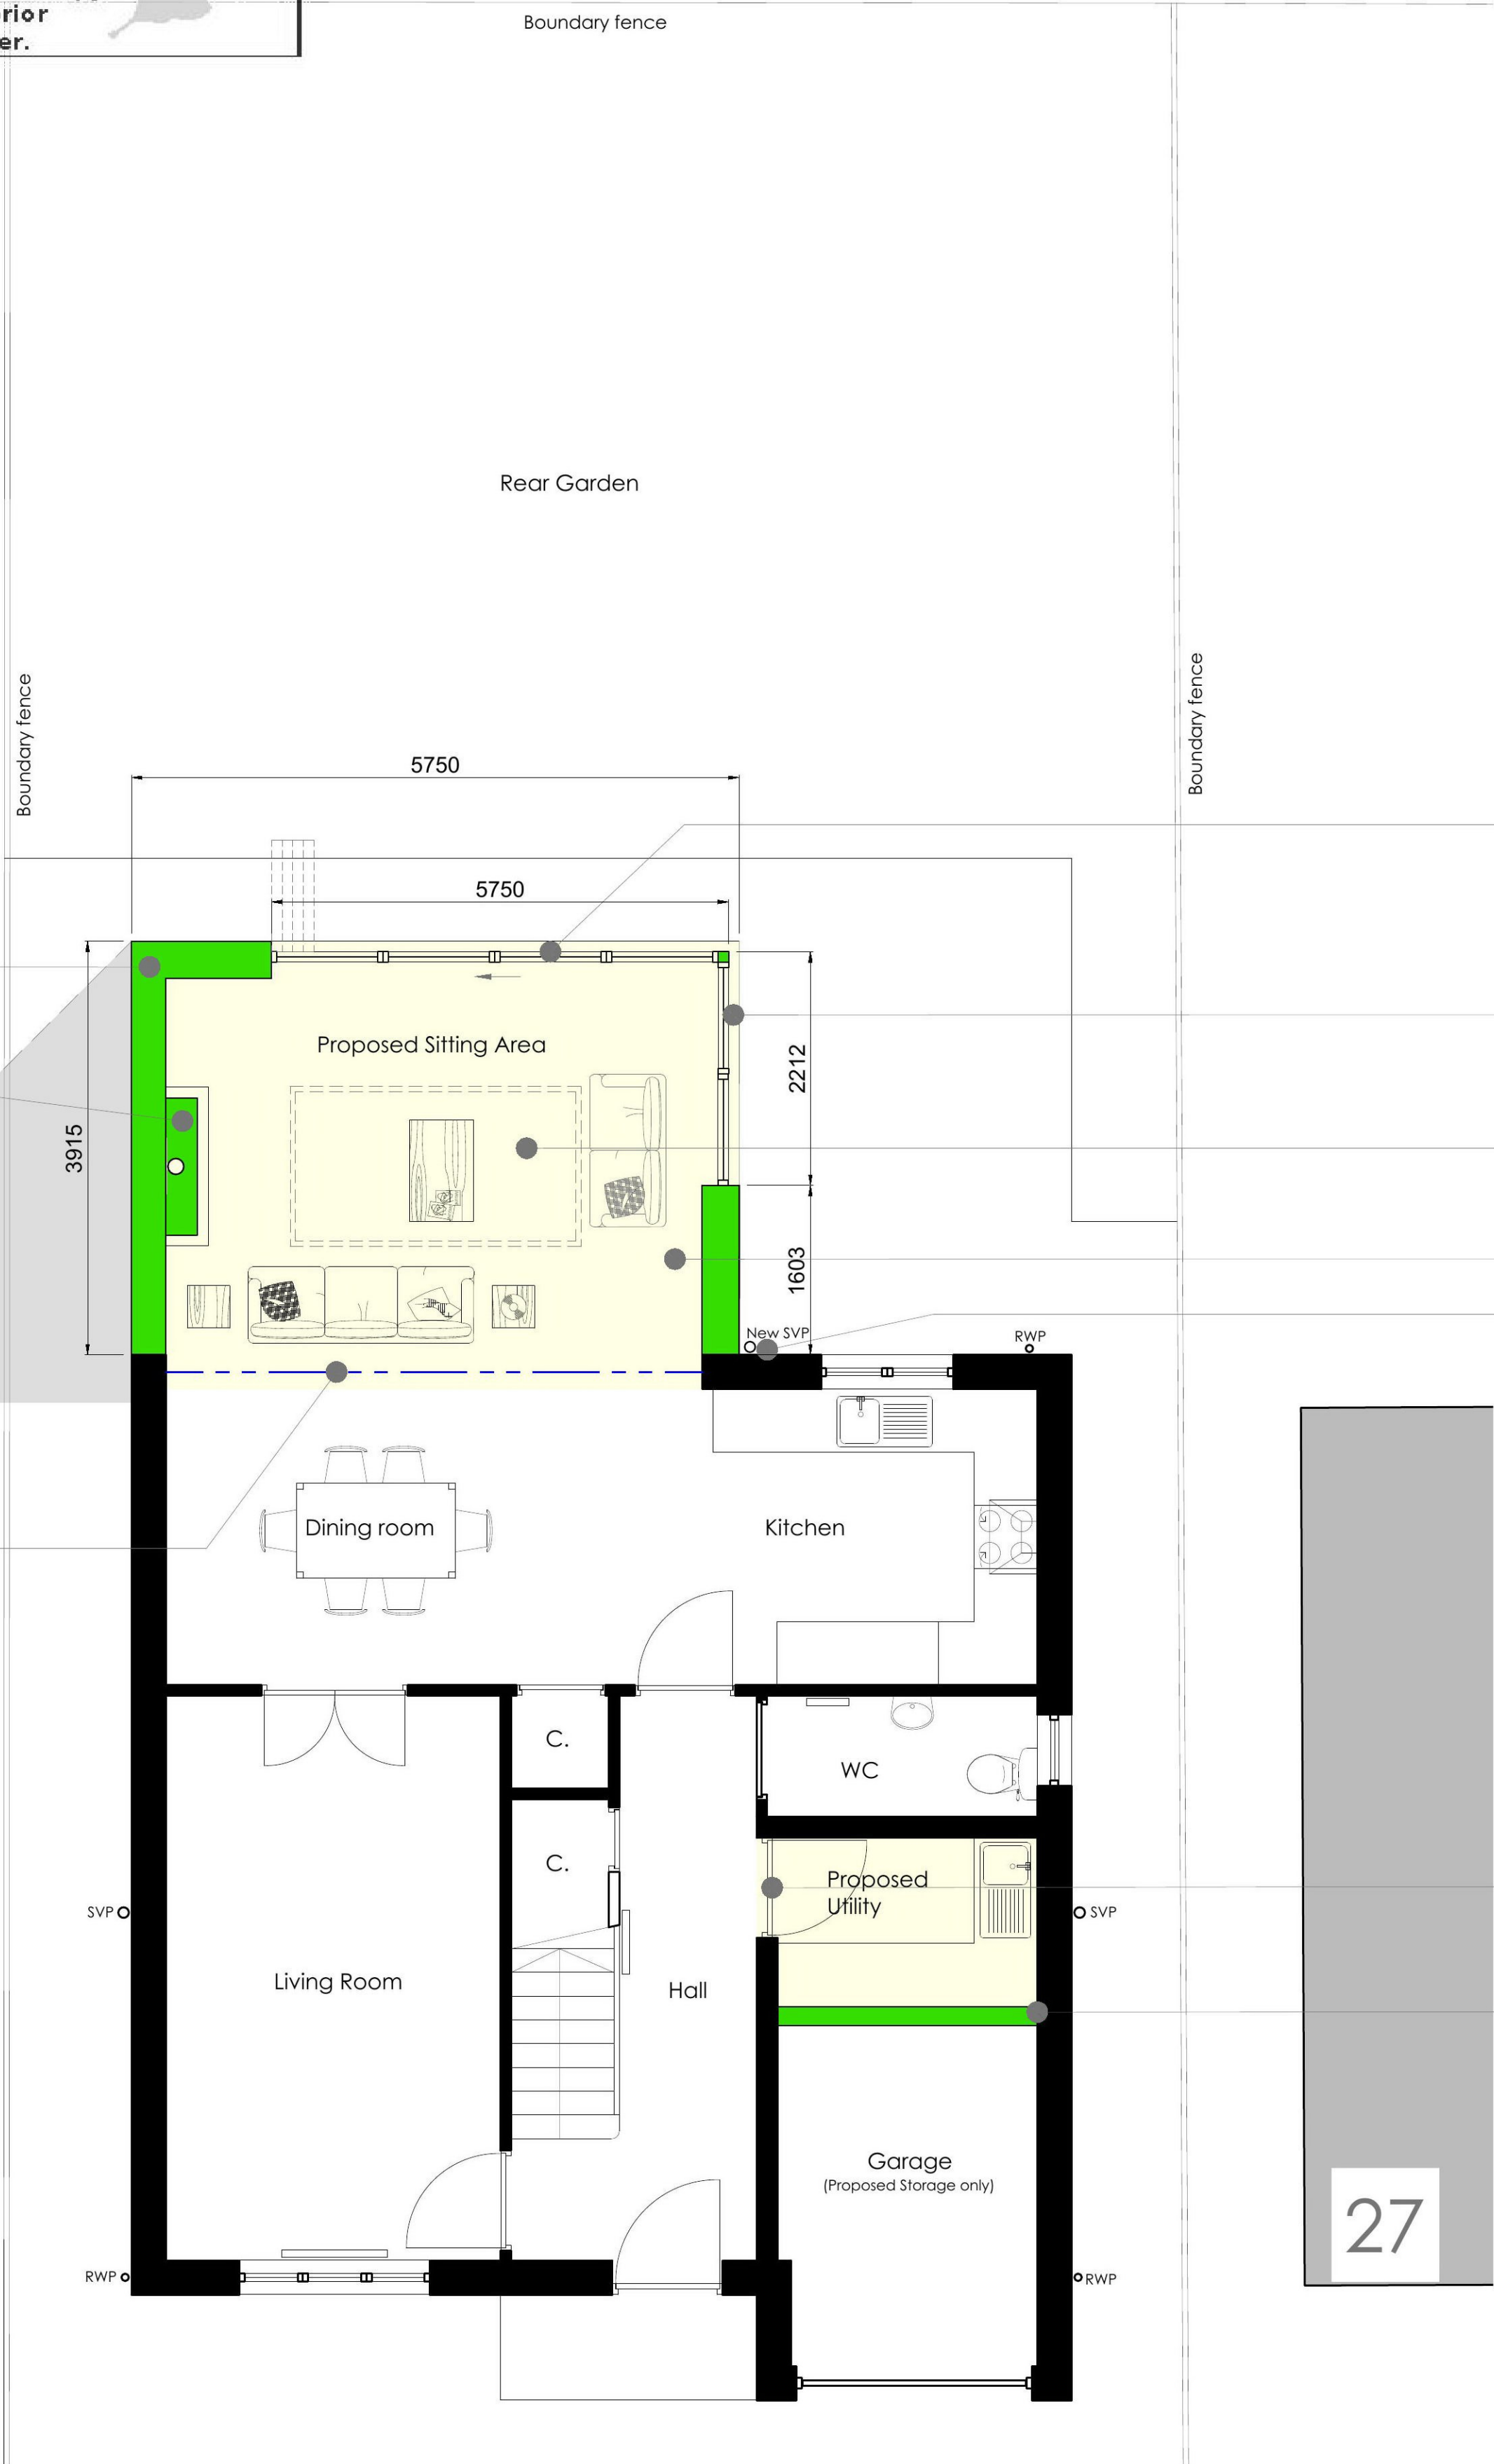 rior
er.
Boundary fence
Rear Garden
Boundary fence
Boundary fence
5750
5750
Proposed Sitting Area
2212
3915
1603
New SVP
RWP
Dining room
Kitchen
C.
WC
C.
Proposed
Utility
SVP
SVP
Living Room
Hall
Garage
(Proposed Storage only)
27
RWP
RWP